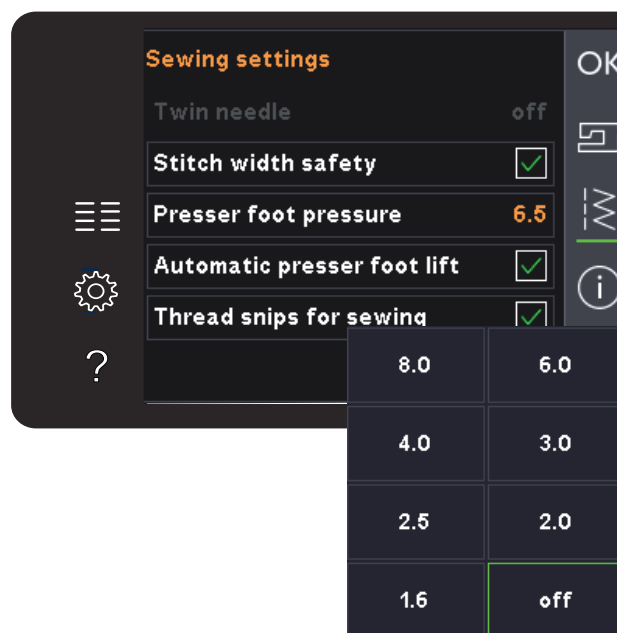 Sewing settings
OK
Twin needle off
Stitch width safety
Presser foot pressure 6.5
Automatic presser foot lift
Thread snips for sewing
8.0 6.0
4.0 3.0
2.5 2.0
1.6 off